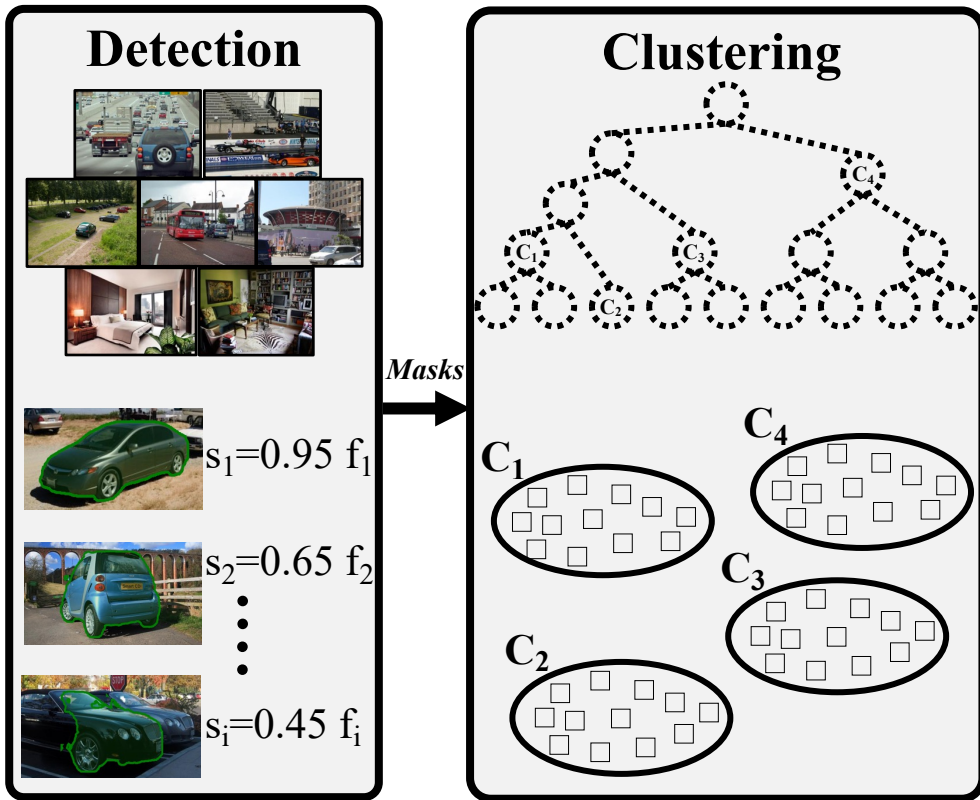 Detection
s₁=0.95 f₁
s₂=0.65 f₂
sᵢ=0.45 fᵢ
Masks
Clustering
C₄
C₁
C₃
C₂
C₁
C₄
C₃
C₂